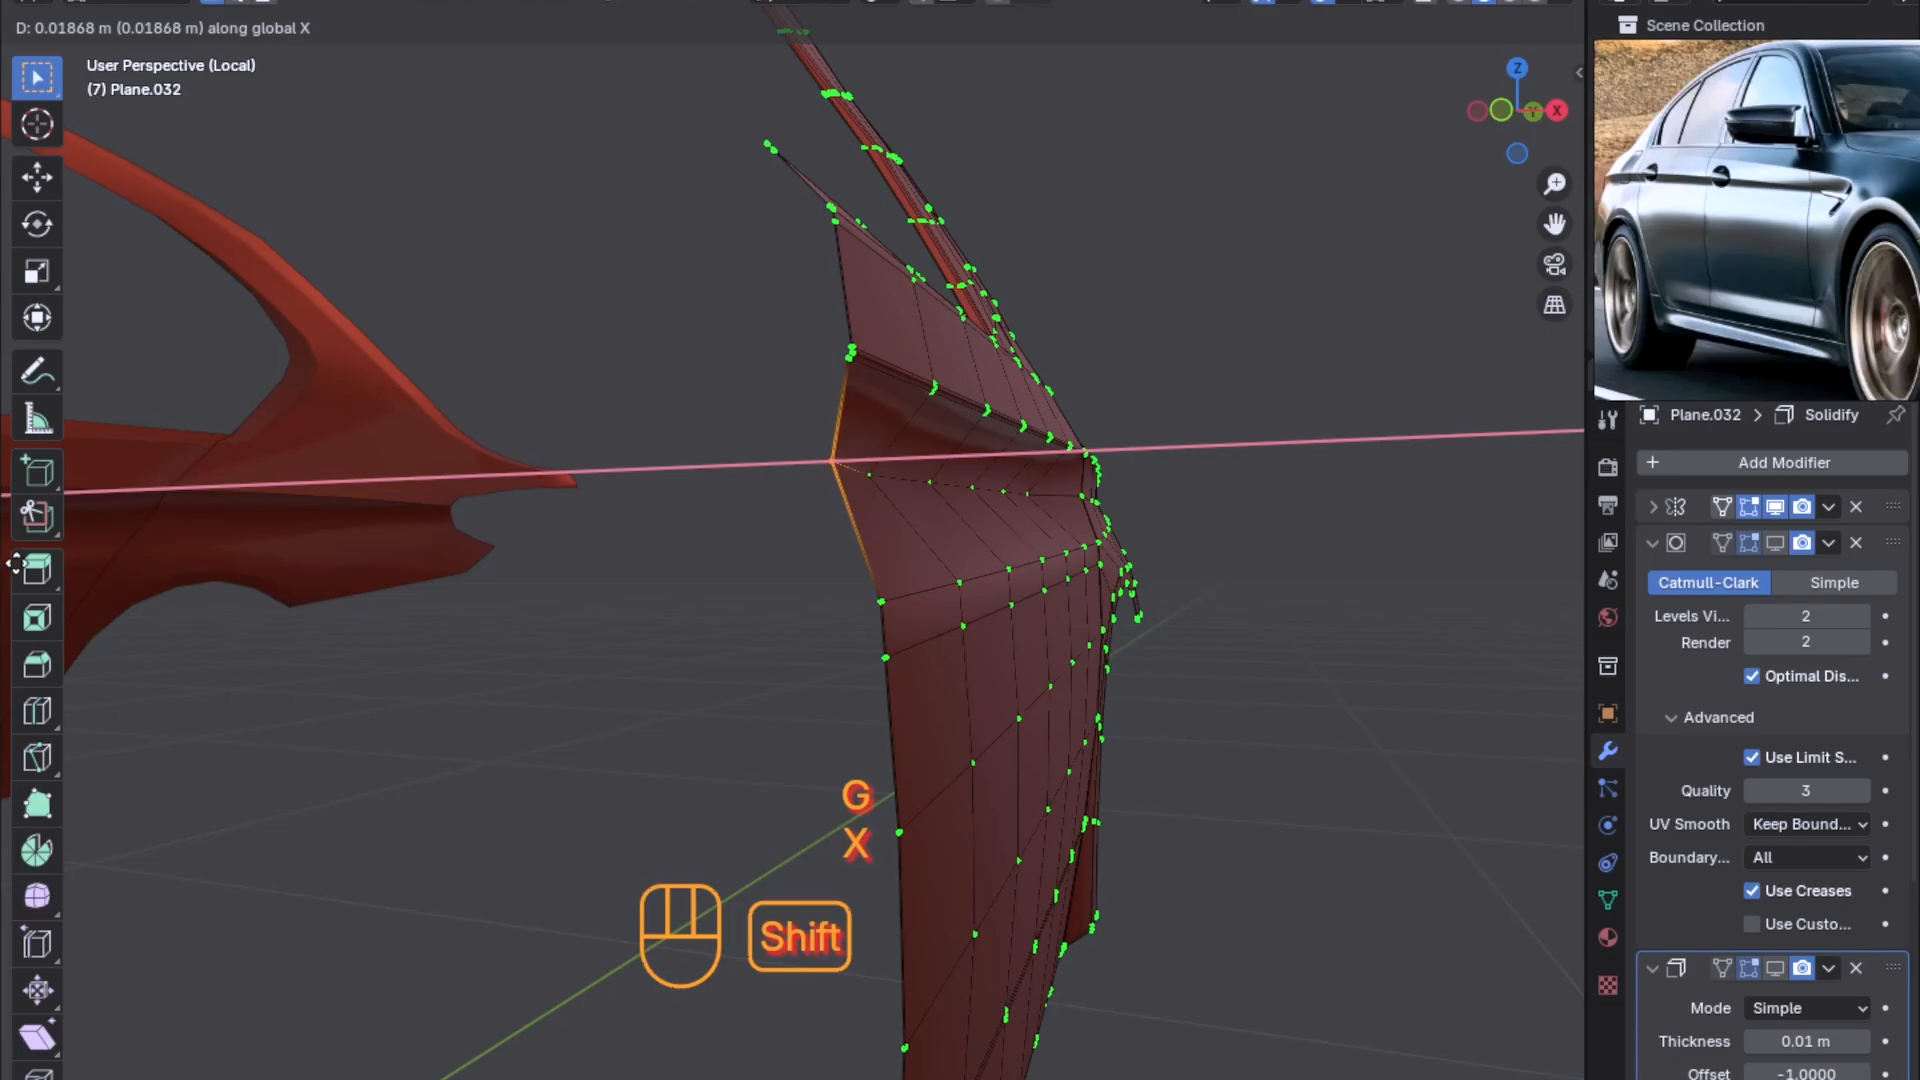 D: 0.01868 m (0.01868 m) along global X
User Perspective (Local)
(7) Plane.032
Z
Y
X
Scene Collection
Plane.032 > Solidify
+ Add Modifier
Catmull-Clark Simple
Levels Vi... 2
Render 2
Optimal Dis...
Advanced
Use Limit S...
Quality 3
UV Smooth Keep Bound...
Boundary... All
Use Creases
Use Custo...
Mode Simple
Thickness 0.01 m
Offset -1.0000
G
X
Shift